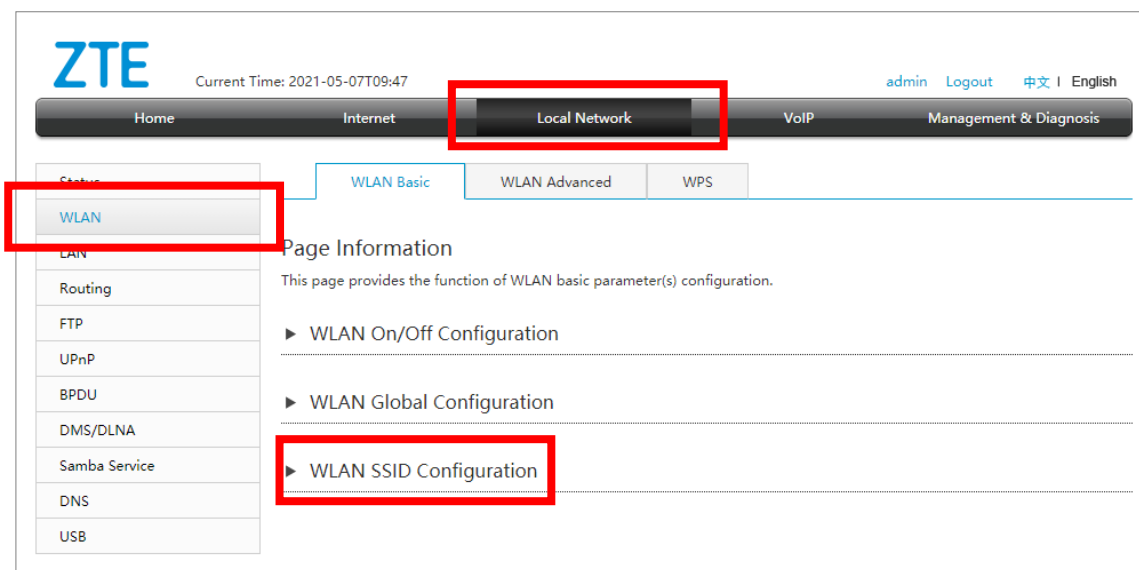 ZTE
Current Time: 2021-05-07T09:47
admin Logout 中文 | English
Home Internet Local Network VoIP Management & Diagnosis
Status
WLAN Basic WLAN Advanced WPS
WLAN
LAN
Page Information
This page provides the function of WLAN basic parameter(s) configuration.
Routing
FTP
WLAN On/Off Configuration
UPnP
BPDU
WLAN Global Configuration
DMS/DLNA
Samba Service
WLAN SSID Configuration
DNS
USB